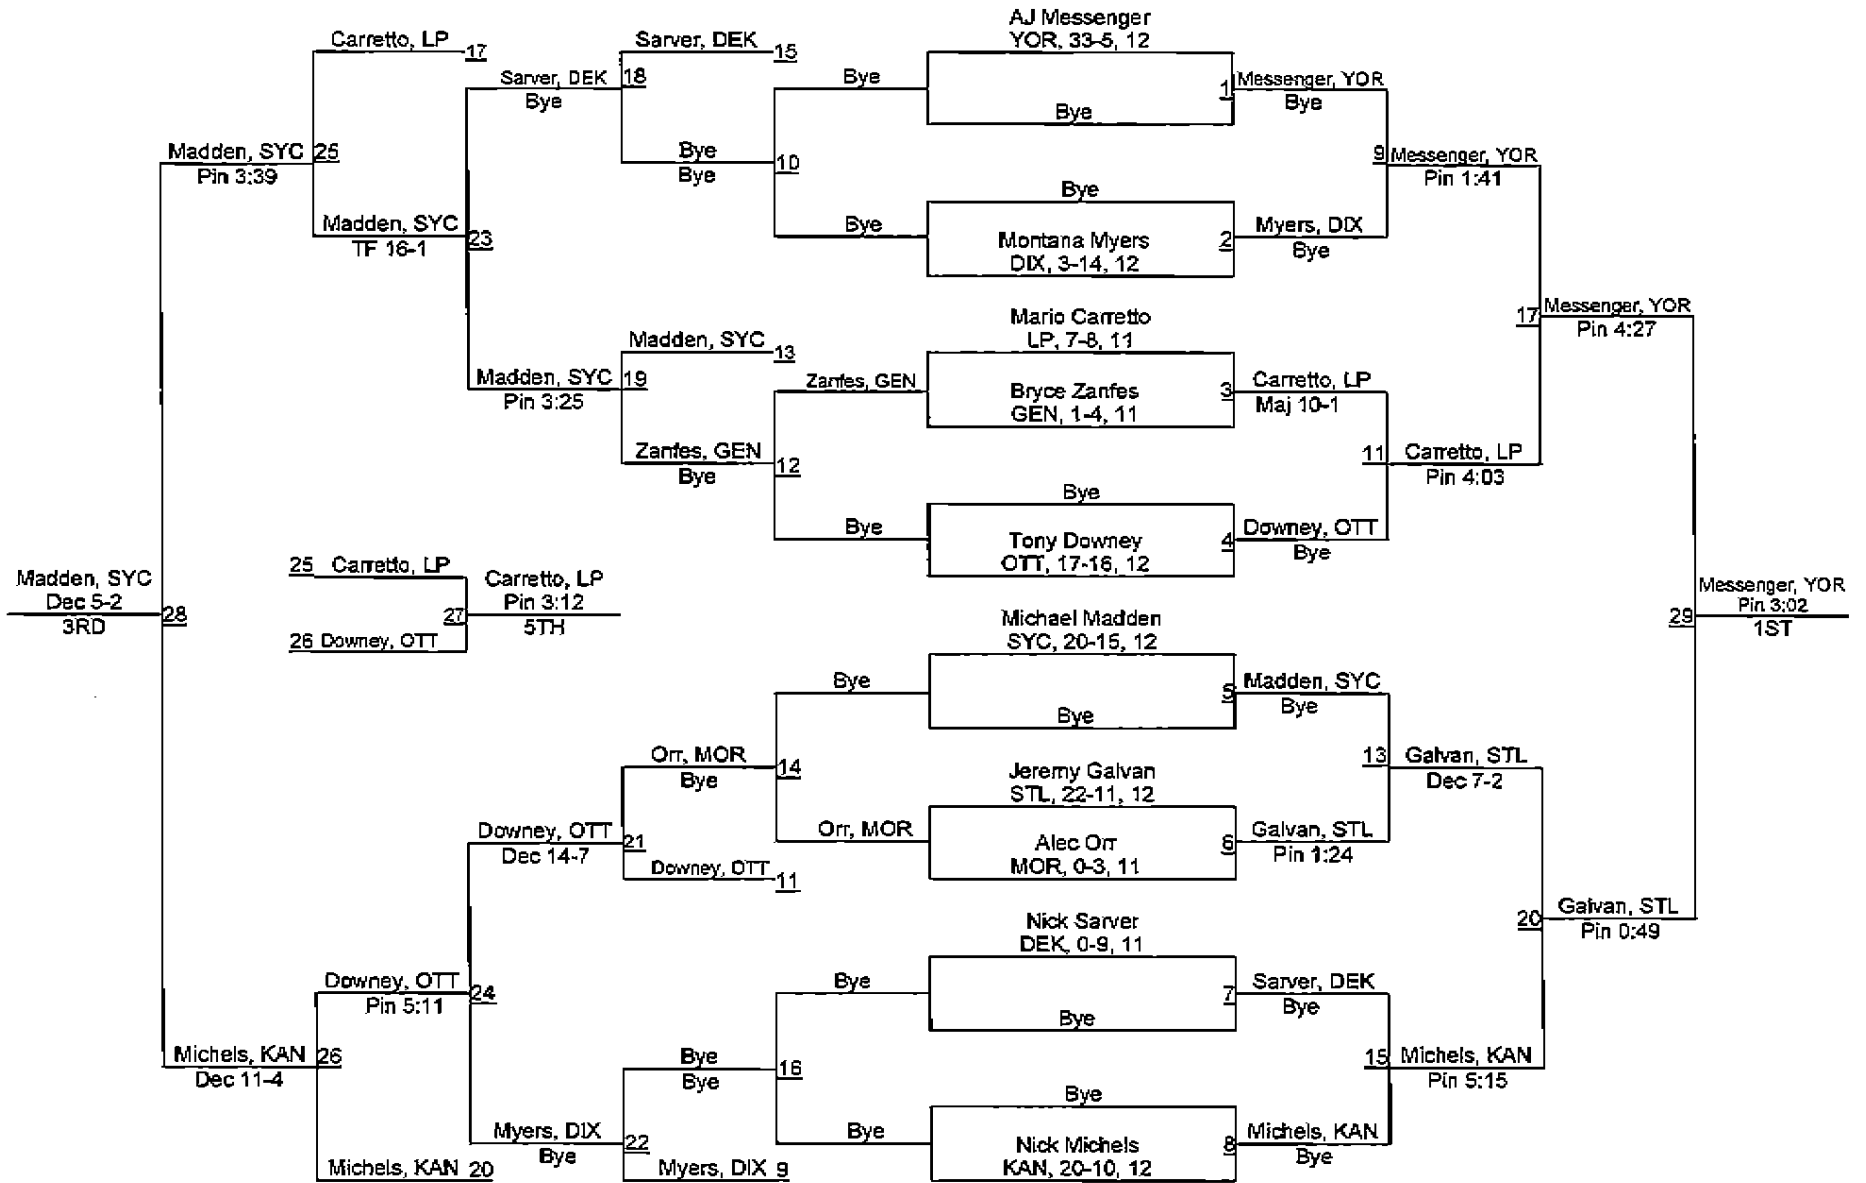 AJ Messenger
YOR, 33-5, 12
Carretto, LP
17
Sarver, DEK
15
Sarver, DEK
18
Bye
Bye
1
Messenger, YOR
Bye
Bye
Bye
Madden, SYC
25
Pin 3:39
Bye
Bye
10
9
Messenger, YOR
Pin 1:41
Bye
Madden, SYC
TF 16-1
23
Bye
Montana Myers
DIX, 3-14, 12
2
Myers, DIX
Bye
Mario Carretto
LP, 7-8, 11
17
Messenger, YOR
Pin 4:27
Madden, SYC
13
Madden, SYC
19
Pin 3:25
Zanfes, GEN
Bryce Zanfes
GEN, 1-4, 11
3
Carretto, LP
Maj 10-1
Zanfes, GEN
Bye
12
11
Carretto, LP
Pin 4:03
Bye
Bye
Tony Downey
OTT, 17-16, 12
4
Downey, OTT
Bye
25
Carretto, LP
Madden, SYC
Dec 5-2
3RD
28
Carretto, LP
Pin 3:12
5TH
27
26
Downey, OTT
Messenger, YOR
Pin 3:02
1ST
29
Michael Madden
SYC, 20-15, 12
Bye
5
Madden, SYC
Bye
Bye
Orr, MOR
Bye
14
Jeremy Galvan
STL, 22-11, 12
13
Galvan, STL
Dec 7-2
Downey, OTT
Dec 14-7
21
Orr, MOR
Alec Orr
MOR, 0-3, 11
6
Galvan, STL
Pin 1:24
Downey, OTT
11
Nick Sarver
DEK, 0-9, 11
20
Galvan, STL
Pin 0:49
Downey, OTT
Pin 5:11
24
Bye
7
Sarver, DEK
Bye
Bye
Michels, KAN
26
Dec 11-4
Bye
Bye
16
15
Michels, KAN
Pin 5:15
Bye
Myers, DIX
Bye
22
Bye
Nick Michels
KAN, 20-10, 12
8
Michels, KAN
Bye
Michels, KAN
20
Myers, DIX
9